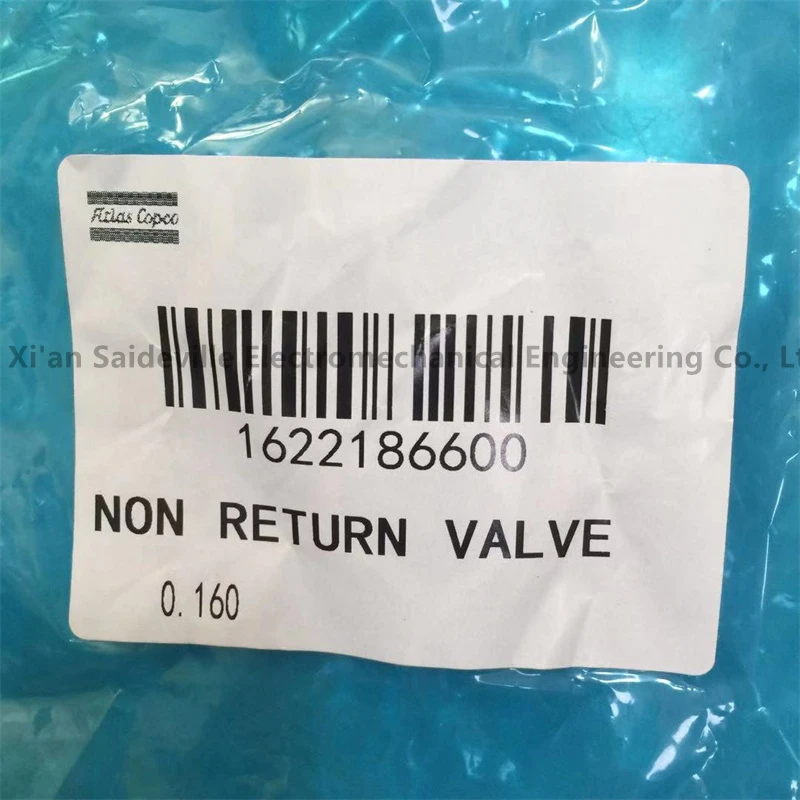 Atlas Copco
Xi'an Saideville Electromechanical Engineering Co., Lt
1622186600
NON RETURN VALVE
0.160